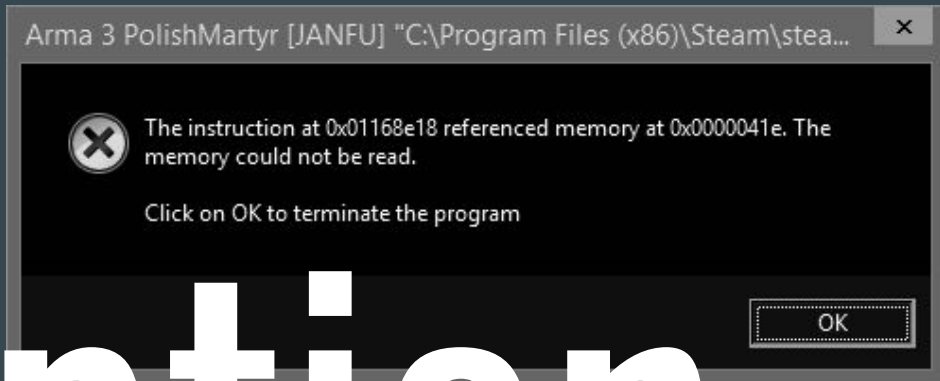 Arma 3 PolishMartyr [JANFU] "C:\Program Files (x86)\Steam\stea...
The instruction at 0x01168e18 referenced memory at 0x0000041e. The
memory could not be read.
Click on OK to terminate the program
OK
ption